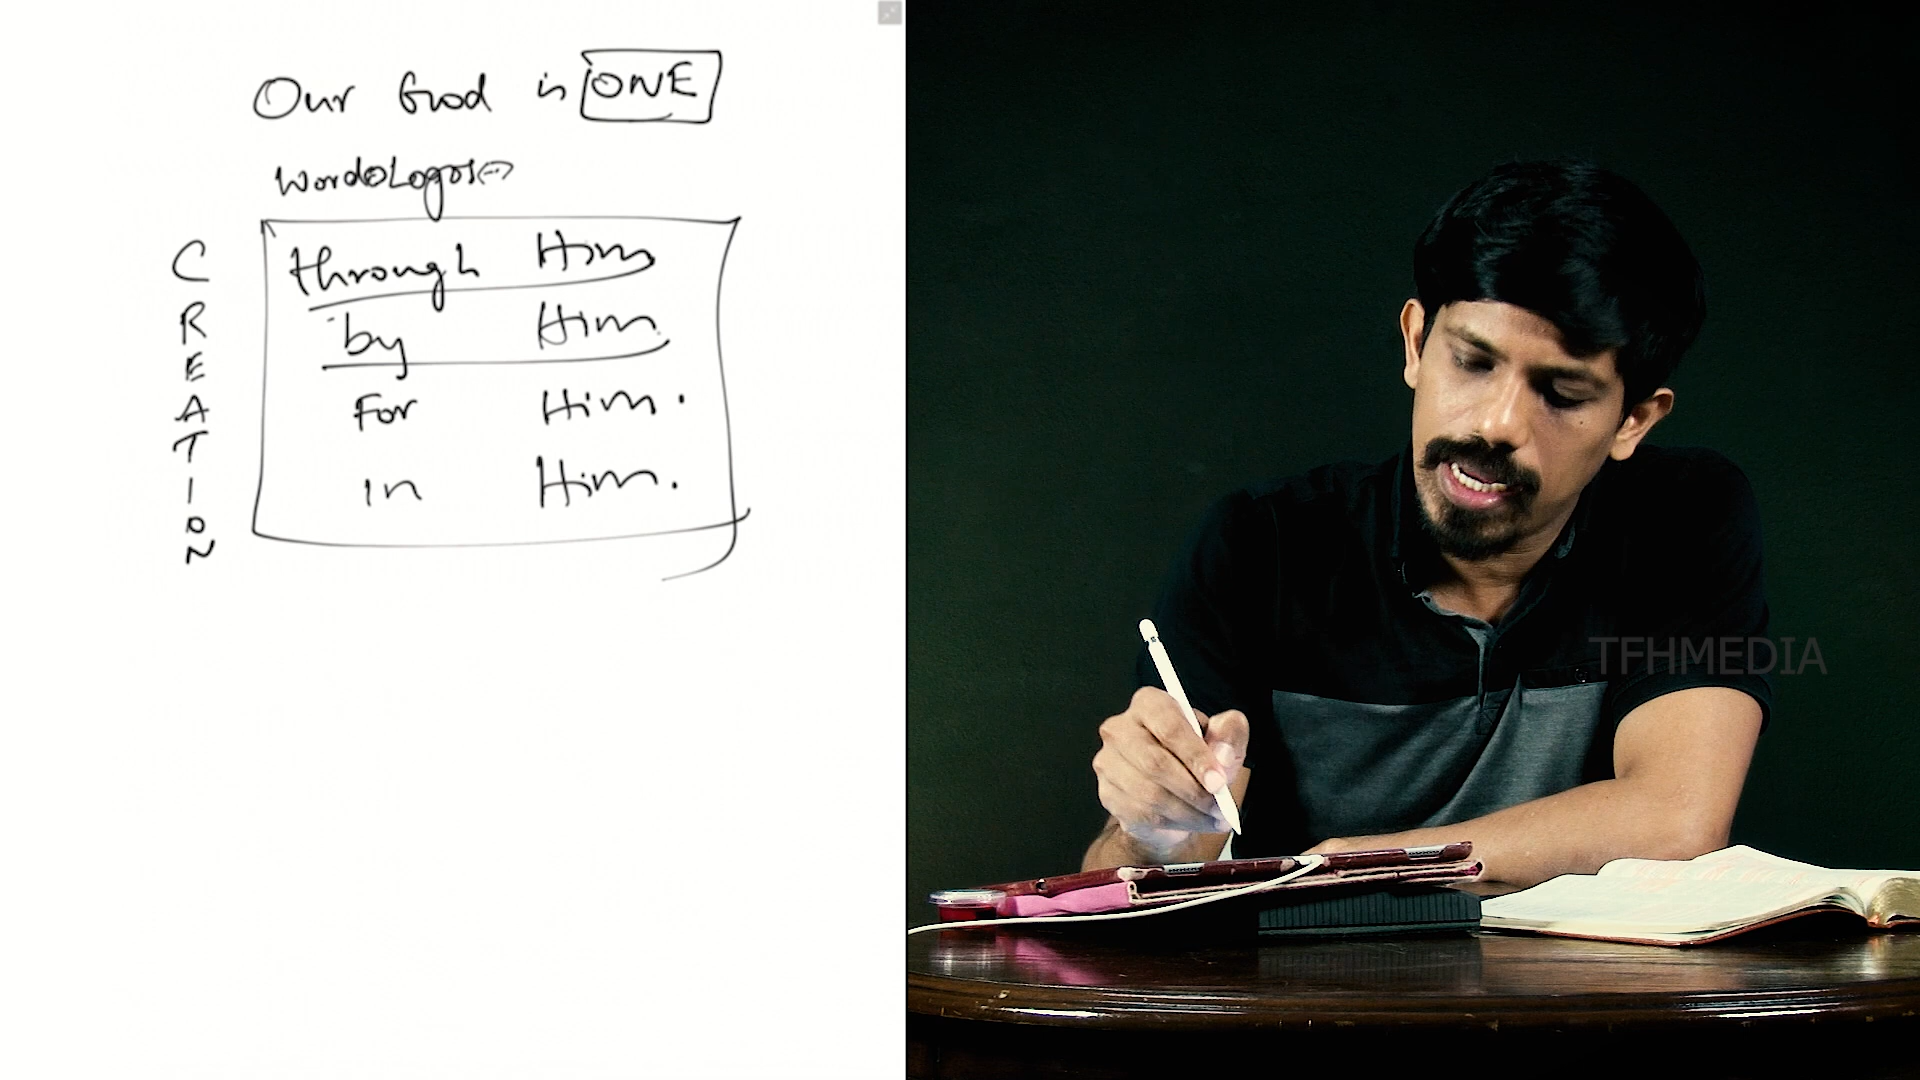 Our God is ONE
Word Logos
through Him
by Him
For Him.
in Him.
CREATION
TFHMEDIA